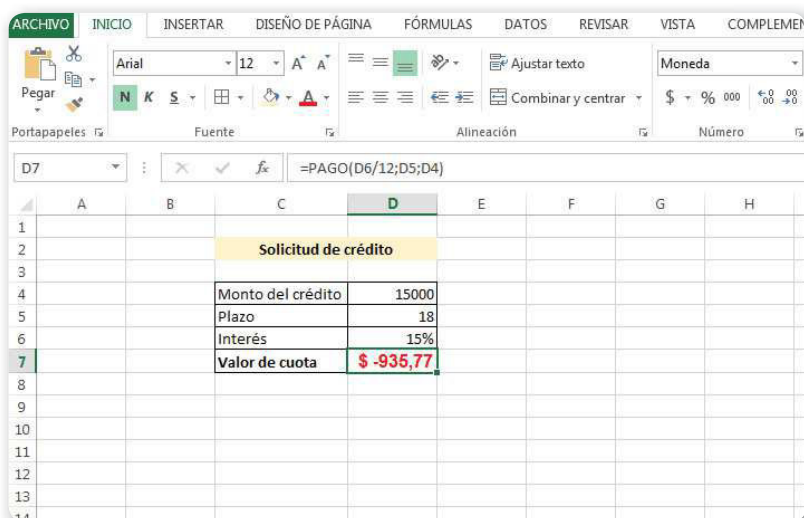 ARCHIVO INICIO INSERTAR DISEÑO DE PÁGINA FÓRMULAS DATOS REVISAR VISTA COMPLEMEN
Arial 12 A A Ajustar texto Moneda
Pegar N K S A Combinar y centrar $ % 000
Portapapeles Fuente Alineación Número
D7 fx =PAGO(D6/12;D5;D4)
A B C D E F G H
1
2 Solicitud de crédito
3
4 Monto del crédito 15000
5 Plazo 18
6 Interés 15%
7 Valor de cuota $ -935,77
8
9
10
11
12
13
14